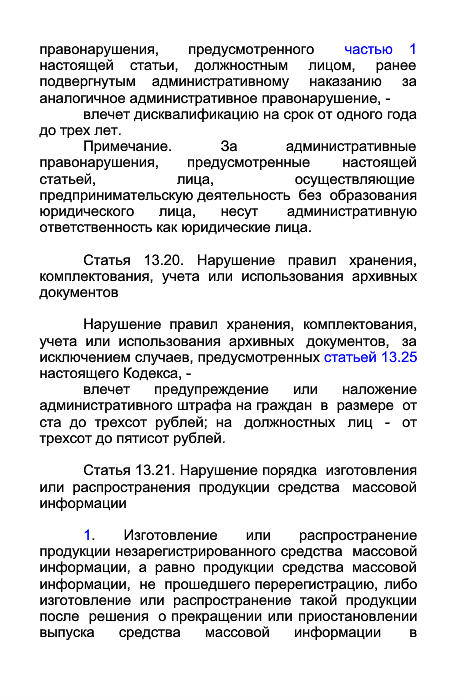 правонарушения, предусмотренного частью 1
настоящей статьи, должностным лицом, ранее
подвергнутым административному наказанию за
аналогичное административное правонарушение, -
влечет дисквалификацию на срок от одного года
до трех лет.
Примечание. За административные
правонарушения, предусмотренные настоящей
статьей, лица, осуществляющие
предпринимательскую деятельность без образования
юридического лица, несут административную
ответственность как юридические лица.
Статья 13.20. Нарушение правил хранения,
комплектования, учета или использования архивных
документов
Нарушение правил хранения, комплектования,
учета или использования архивных документов, за
исключением случаев, предусмотренных статьей 13.25
настоящего Кодекса, -
влечет предупреждение или наложение
административного штрафа на граждан в размере от
ста до трехсот рублей; на должностных лиц - от
трехсот до пятисот рублей.
Статья 13.21. Нарушение порядка изготовления
или распространения продукции средства массовой
информации
1. Изготовление или распространение
продукции незарегистрированного средства массовой
информации, а равно продукции средства массовой
информации, не прошедшего перерегистрацию, либо
изготовление или распространение такой продукции
после решения о прекращении или приостановлении
выпуска средства массовой информации в